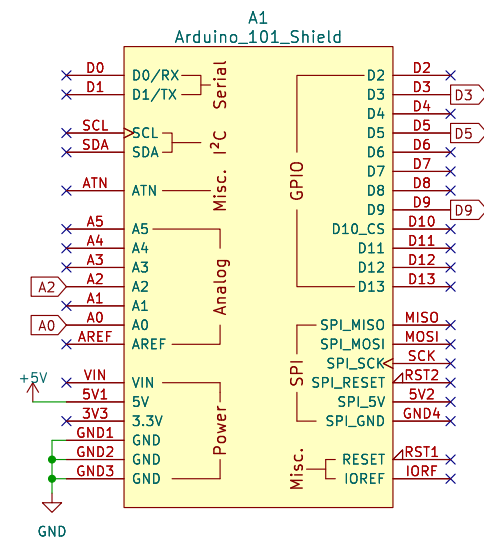 A1
Arduino_101_Shield
D0 D0/RX
D1 D1/TX
Serial
SCL SCL
SDA SDA
I²C
ATN ATN
Misc.
A5 A5
A4 A4
A3 A3
A2 A2 A2
A1 A1
A0 A0 A0
AREF AREF
Analog
VIN VIN
+5V 5V1 5V
3V3 3.3V
GND1 GND
GND2 GND
GND3 GND
Power
GND
GPIO
D2 D2
D3 D3 D3
D4 D4
D5 D5 D5
D6 D6
D7 D7
D8 D8
D9 D9 D9
D10_CS D10
D11 D11
D12 D12
D13 D13
SPI
SPI_MISO MISO
SPI_MOSI MOSI
SPI_SCK SCK
SPI_RESET RST2
SPI_5V 5V2
SPI_GND GND4
Misc.
RESET RST1
IOREF IORF